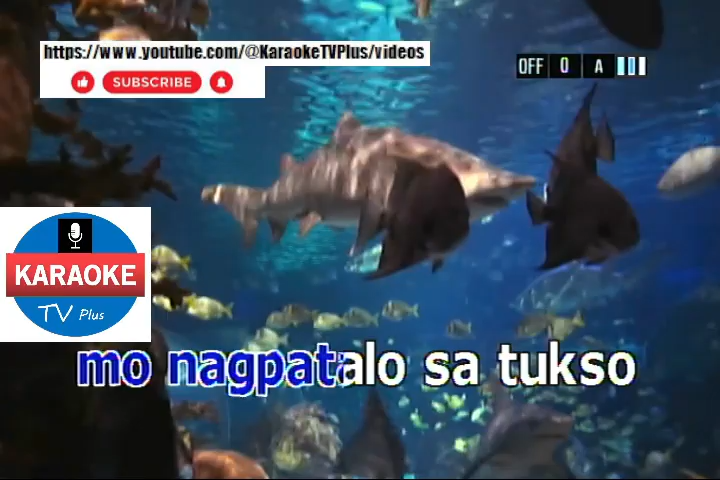 https://www.youtube.com/@KaraokeTVPlus/videos
SUBSCRIBE
OFF 0 A
KARAOKE
TV Plus
mo nagpatalo sa tukso